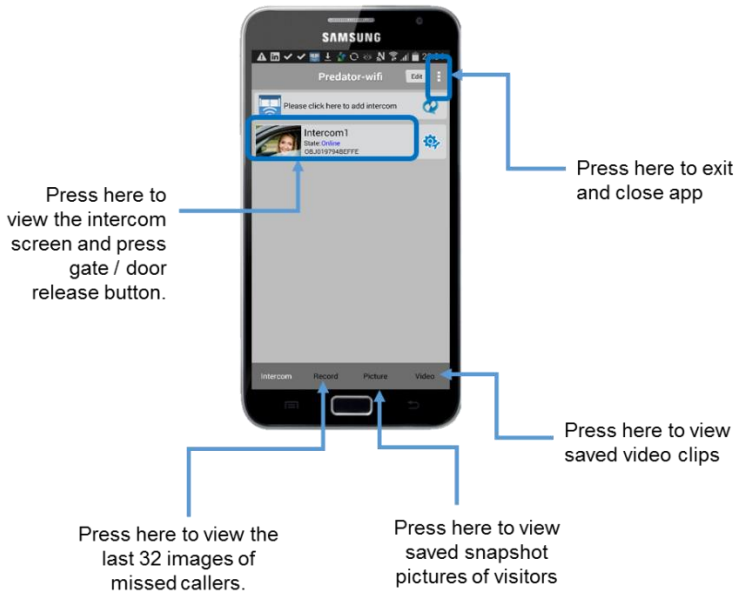 SAMSUNG
Predator-wifi
Edit
Please click here to add intercom
Intercom1
State:Online
OBJ019794BEFFE
Press here to exit
and close app
Press here to
view the intercom
screen and press
gate / door
release button.
Intercom Record Picture Video
Press here to view
saved video clips
Press here to view the
last 32 images of
missed callers.
Press here to view
saved snapshot
pictures of visitors